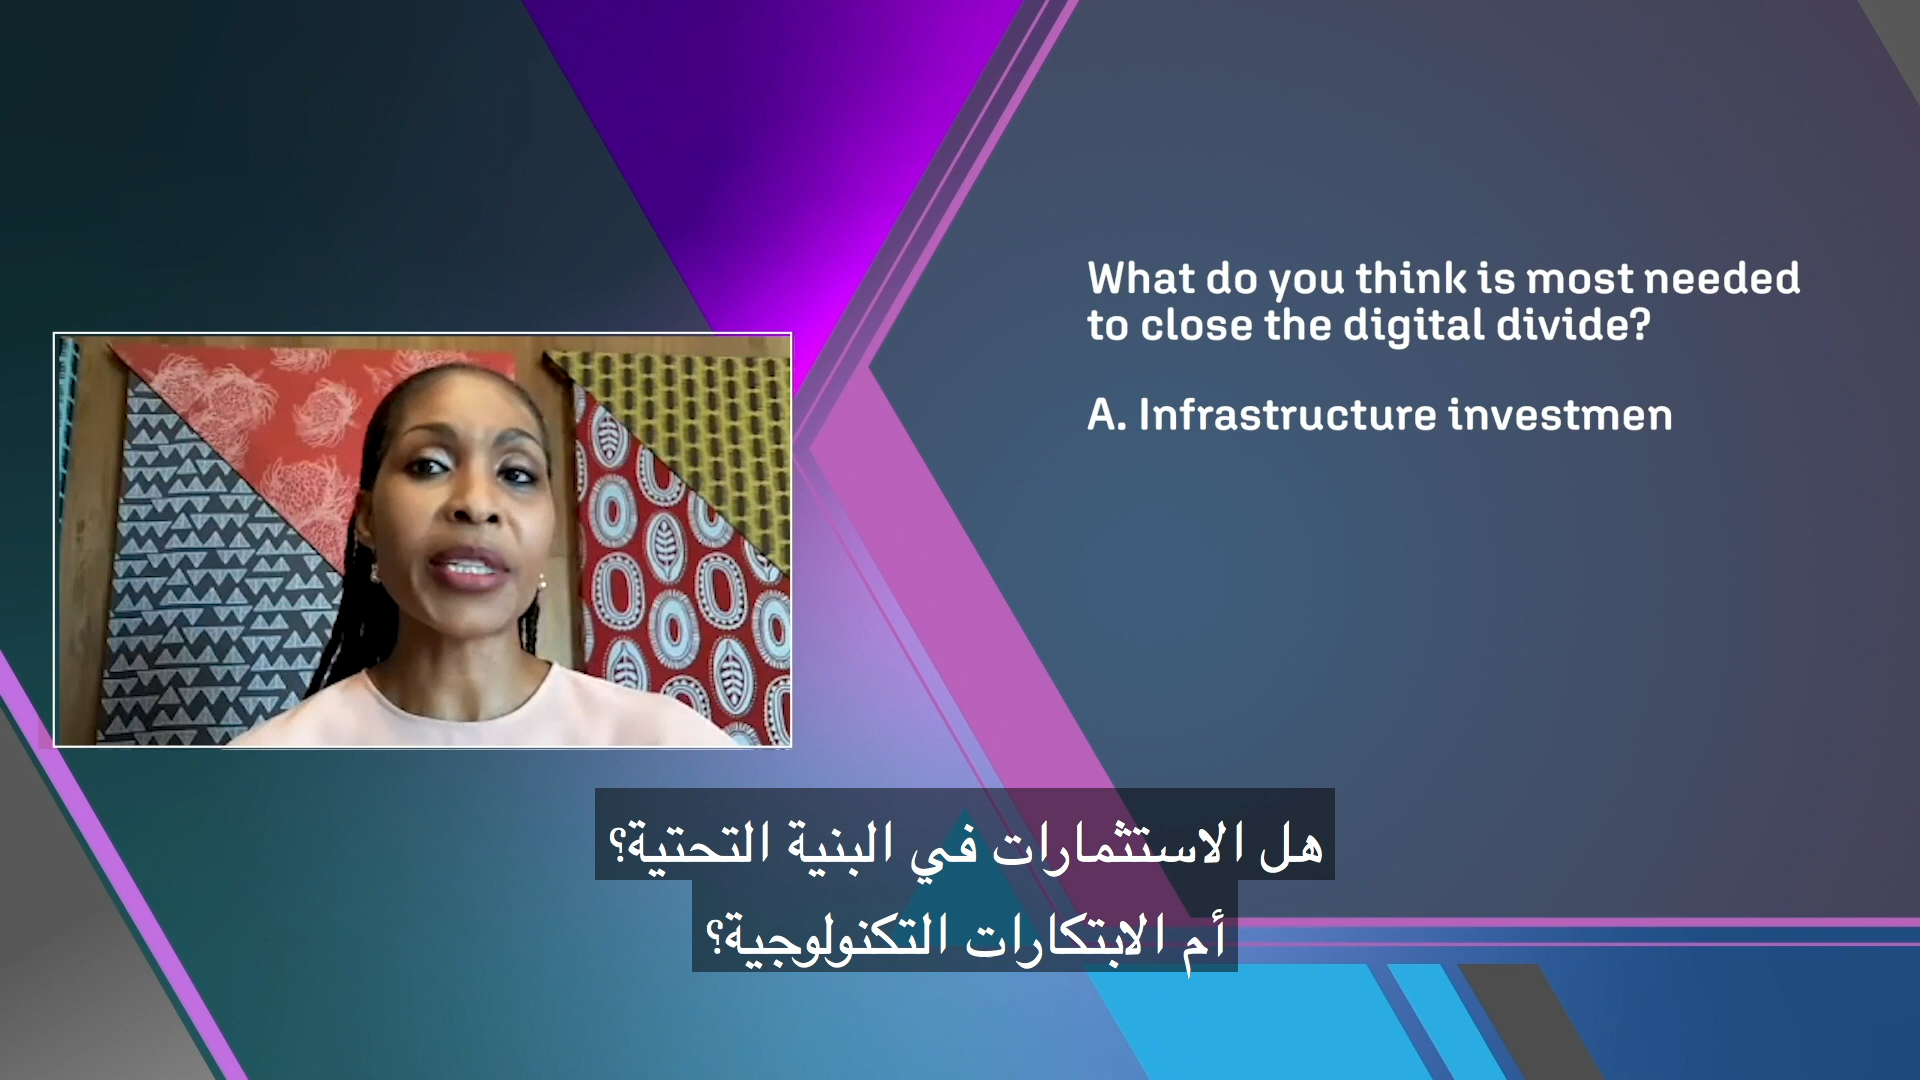 What do you think is most needed
to close the digital divide?
A. Infrastructure investmen
هل الاستثمارات في البنية التحتية؟
أم الابتكارات التكنولوجية؟